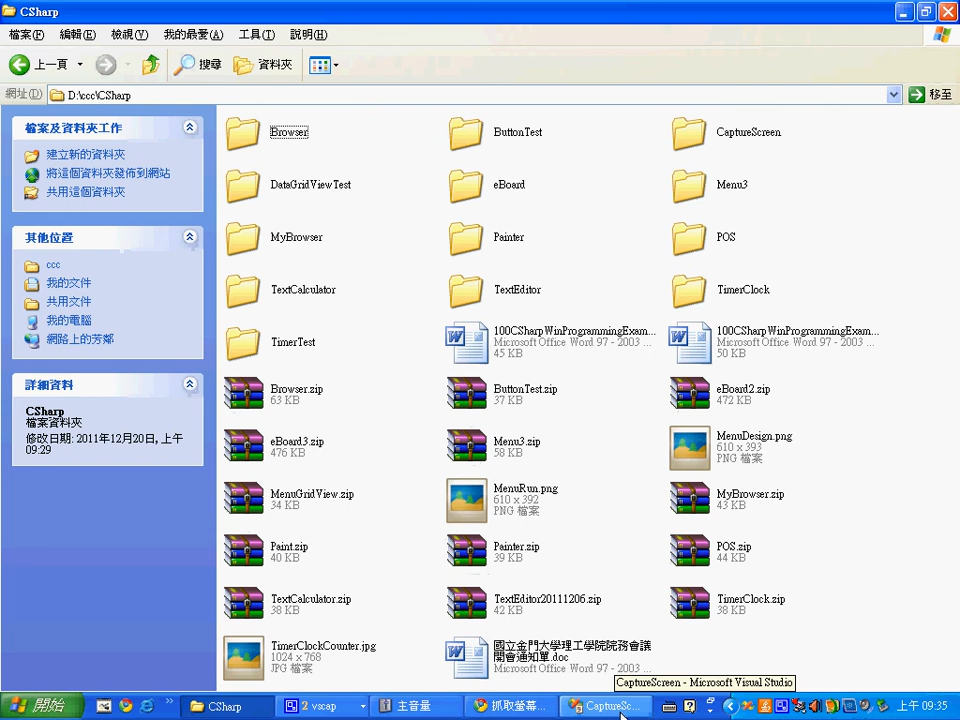 CSharp
檔案(F) 編輯(E) 檢視(V) 我的最愛(A) 工具(T) 說明(H)
上一頁 搜尋 資料夾
網址(D) D:\ccc\CSharp 移至
檔案及資料夾工作
建立新的資料夾
將這個資料夾發佈到網站
共用這個資料夾
其他位置
ccc
我的文件
共用文件
我的電腦
網路上的芳鄰
詳細資料
CSharp
檔案資料夾
修改日期: 2011年12月20日, 上午
09:29
Browser
ButtonTest
CaptureScreen
DataGridViewTest
eBoard
Menu3
MyBrowser
Painter
POS
TextCalculator
TextEditor
TimerClock
TimerTest
100CSharpWinProgrammingExam...
Microsoft Office Word 97 - 2003 ...
45 KB
100CSharpWinProgrammingExam...
Microsoft Office Word 97 - 2003 ...
50 KB
Browser.zip
63 KB
ButtonTest.zip
37 KB
eBoard2.zip
472 KB
eBoard3.zip
476 KB
Menu3.zip
58 KB
MenuDesign.png
610 x 393
PNG 檔案
MenuGridView.zip
34 KB
MenuRun.png
610 x 392
PNG 檔案
MyBrowser.zip
43 KB
Paint.zip
40 KB
Painter.zip
39 KB
POS.zip
44 KB
TextCalculator.zip
38 KB
TextEditor20111206.zip
42 KB
TimerClock.zip
38 KB
TimerClockCounter.jpg
1024 x 768
JPG 檔案
國立金門大學理工學院院務會議
開會通知單.doc
Microsoft Office Word 97 - 2003 ...
CaptureScreen - Microsoft Visual Studio
開始 CSharp 2 vscap 主音量 抓取螢幕... CaptureSc... 上午 09:35